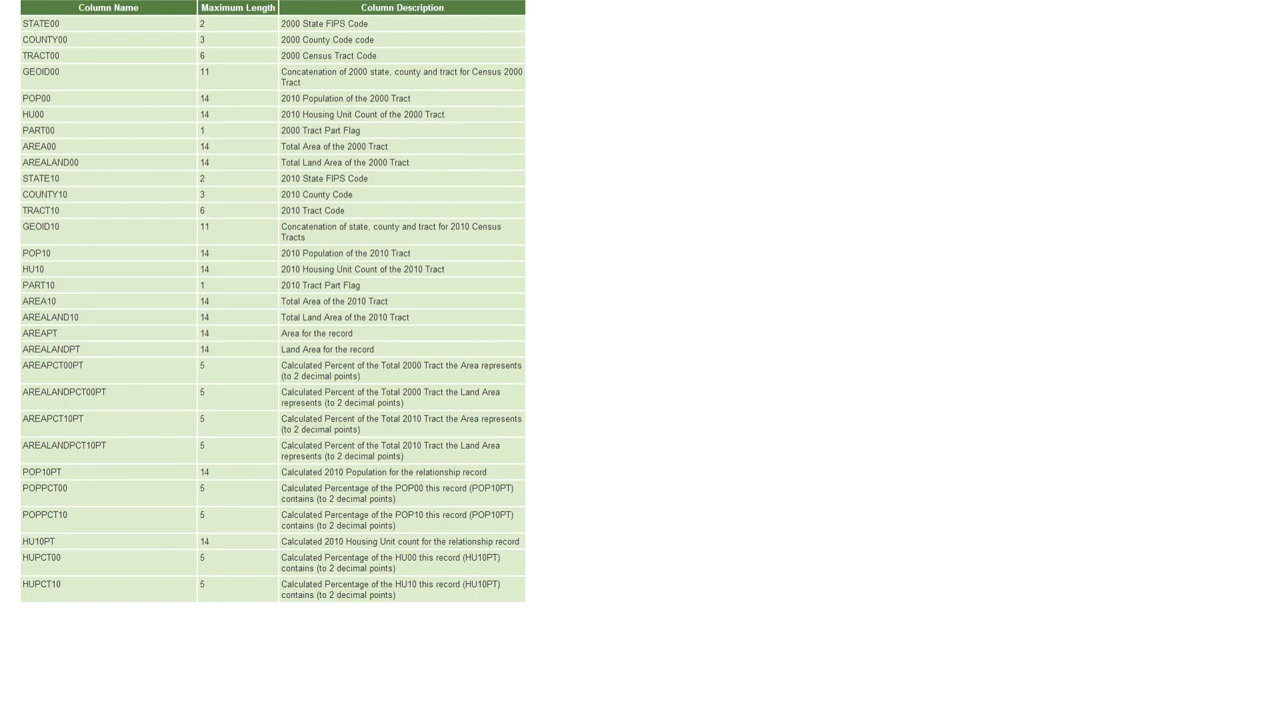 Column Name Maximum Length Column Description
STATE00 2 2000 State FIPS Code
COUNTY00 3 2000 County Code code
TRACT00 6 2000 Census Tract Code
GEOID00 11 Concatenation of 2000 state, county and tract for Census 2000
Tract
POP00 14 2010 Population of the 2000 Tract
HU00 14 2010 Housing Unit Count of the 2000 Tract
PART00 1 2000 Tract Part Flag
AREA00 14 Total Area of the 2000 Tract
AREALAND00 14 Total Land Area of the 2000 Tract
STATE10 2 2010 State FIPS Code
COUNTY10 3 2010 County Code
TRACT10 6 2010 Tract Code
GEOID10 11 Concatenation of state, county and tract for 2010 Census
Tracts
POP10 14 2010 Population of the 2010 Tract
HU10 14 2010 Housing Unit Count of the 2010 Tract
PART10 1 2010 Tract Part Flag
AREA10 14 Total Area of the 2010 Tract
AREALAND10 14 Total Land Area of the 2010 Tract
AREAPT 14 Area for the record
AREALANDPT 14 Land Area for the record
AREAPCT00PT 5 Calculated Percent of the Total 2000 Tract the Area represents
(to 2 decimal points)
AREALANDPCT00PT 5 Calculated Percent of the Total 2000 Tract the Land Area
represents (to 2 decimal points)
AREAPCT10PT 5 Calculated Percent of the Total 2010 Tract the Area represents
(to 2 decimal points)
AREALANDPCT10PT 5 Calculated Percent of the Total 2010 Tract the Land Area
represents (to 2 decimal points)
POP10PT 14 Calculated 2010 Population for the relationship record
POPPCT00 5 Calculated Percentage of the POP00 this record (POP10PT)
contains (to 2 decimal points)
POPPCT10 5 Calculated Percentage of the POP10 this record (POP10PT)
contains (to 2 decimal points)
HU10PT 14 Calculated 2010 Housing Unit count for the relationship record
HUPCT00 5 Calculated Percentage of the HU00 this record (HU10PT)
contains (to 2 decimal points)
HUPCT10 5 Calculated Percentage of the HU10 this record (HU10PT)
contains (to 2 decimal points)